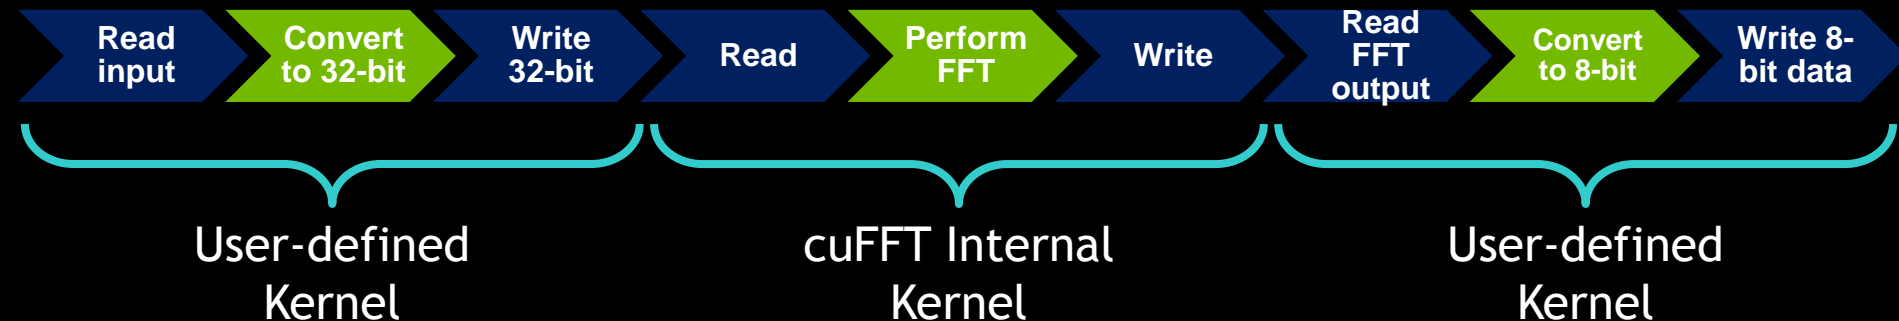 Read
input
Convert
to 32-bit
Write
32-bit
Read
Perform
FFT
Write
Read
FFT
output
Convert
to 8-bit
Write 8-
bit data
User-defined
Kernel
cuFFT Internal
Kernel
User-defined
Kernel